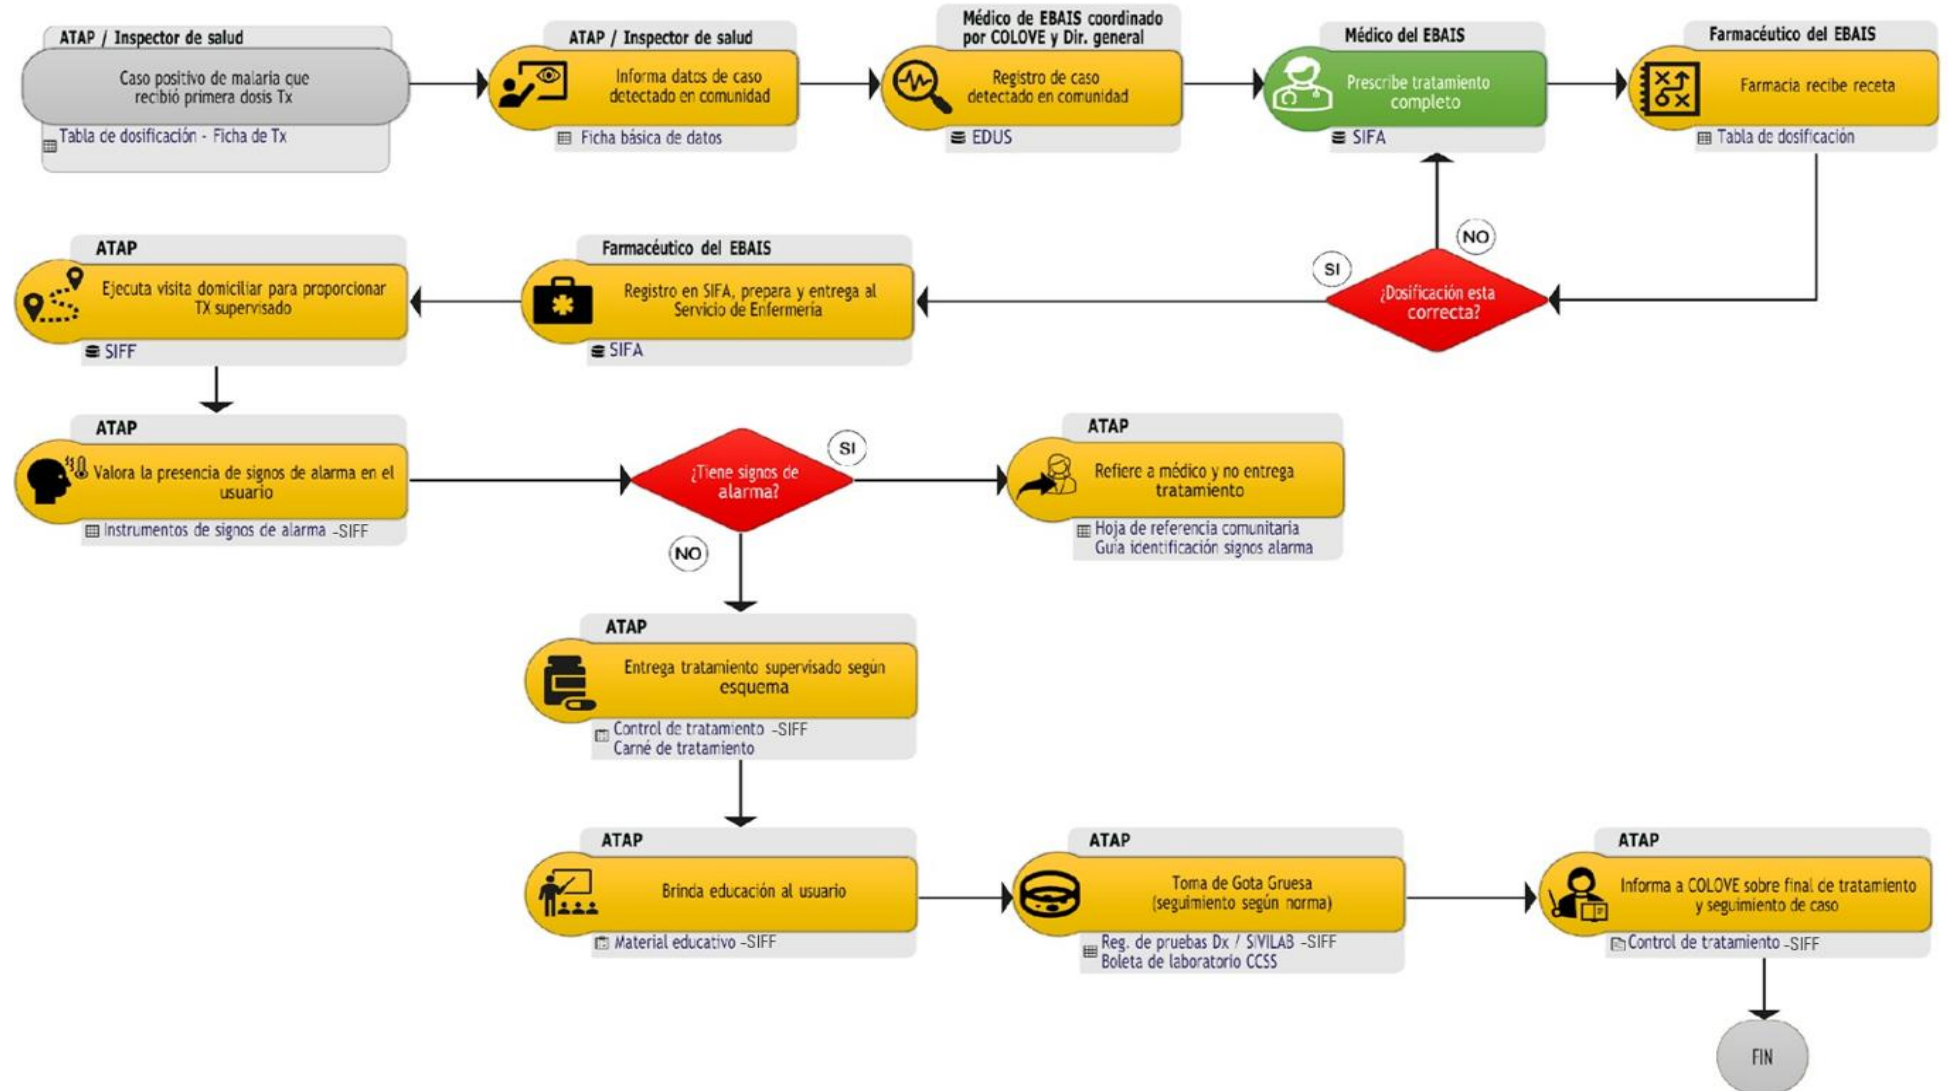 ATAP / Inspector de salud
Caso positivo de malaria que
recibió primera dosis Tx
Tabla de dosificación - Ficha de Tx
ATAP / Inspector de salud
Informa datos de caso
detectado en comunidad
Ficha básica de datos
Médico de EBAIS coordinado
por COLOVE y Dir. general
Registro de caso
detectado en comunidad
EDUS
Médico del EBAIS
Prescribe tratamiento
completo
SIFA
Farmacéutico del EBAIS
Farmacia recibe receta
Tabla de dosificación
¿Dosificación esta
correcta?
NO
SI
Farmacéutico del EBAIS
Registro en SIFA, prepara y entrega al
Servicio de Enfermería
SIFA
ATAP
Ejecuta visita domiciliar para proporcionar
TX supervisado
SIFF
ATAP
Valora la presencia de signos de alarma en el
usuario
Instrumentos de signos de alarma -SIFF
¿Tiene signos de
alarma?
SI
NO
ATAP
Refiere a médico y no entrega
tratamiento
Hoja de referencia comunitaria
Guia identificación signos alarma
ATAP
Entrega tratamiento supervisado según
esquema
Control de tratamiento -SIFF
Carné de tratamiento
ATAP
Brinda educación al usuario
Material educativo -SIFF
ATAP
Toma de Gota Gruesa
(seguimiento según norma)
Reg. de pruebas Dx / SIVILAB -SIFF
Boleta de laboratorio CCSS
ATAP
Informa a COLOVE sobre final de tratamiento
y seguimiento de caso
Control de tratamiento -SIFF
FIN